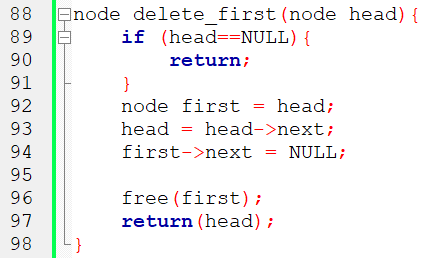 88 node delete_first(node head){
89     if (head==NULL){
90         return;
91     }
92     node first = head;
93     head = head->next;
94     first->next = NULL;
95
96     free(first);
97     return(head);
98 }